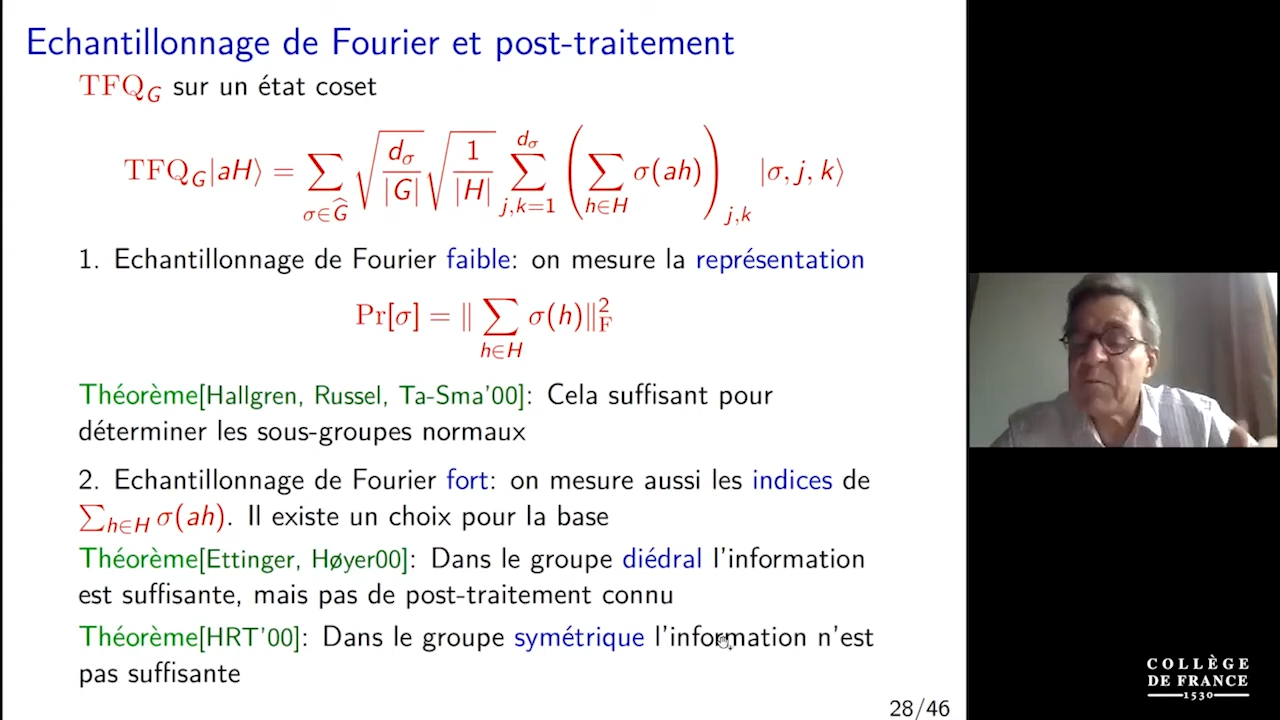 Echantillonnage de Fourier et post-traitement
TFQ_G sur un état coset
TFQ_G|aH⟩ = ∑_{σ∈Ĝ} √(d_σ/|G|) √(1/|H|) ∑_{j,k=1}^{d_σ} (∑_{h∈H} σ(ah))_{j,k} |σ, j, k⟩
1. Echantillonnage de Fourier faible: on mesure la représentation
Pr[σ] = ‖ ∑_{h∈H} σ(h)‖_F^2
Théorème[Hallgren, Russel, Ta-Sma'00]: Cela suffisant pour
déterminer les sous-groupes normaux
2. Echantillonnage de Fourier fort: on mesure aussi les indices de
∑_{h∈H} σ(ah). Il existe un choix pour la base
Théorème[Ettinger, Høyer00]: Dans le groupe diédral l'information
est suffisante, mais pas de post-traitement connu
Théorème[HRT'00]: Dans le groupe symétrique l'information n'est
pas suffisante
28/46
COLLÈGE
DE FRANCE
1530